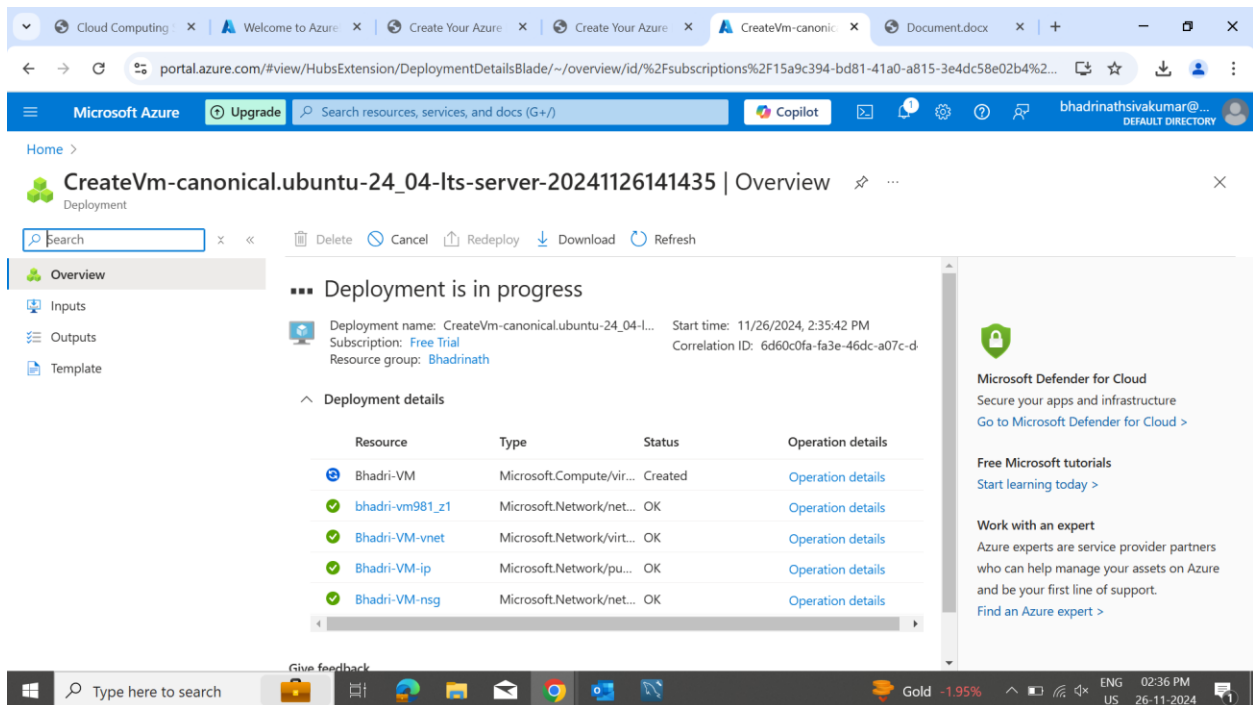 Cloud Computing
Welcome to Azure
Create Your Azure
Create Your Azure
CreateVm-canonic
Document.docx
portal.azure.com/#view/HubsExtension/DeploymentDetailsBlade/~/overview/id/%2Fsubscriptions%2F15a9c394-bd81-41a0-a815-3e4dc58e02b4%2...
Microsoft Azure
Upgrade
Search resources, services, and docs (G+/)
Copilot
bhadrinathsivakumar@...
DEFAULT DIRECTORY
Home >
CreateVm-canonical.ubuntu-24_04-lts-server-20241126141435 | Overview
Deployment
Search
Delete
Cancel
Redeploy
Download
Refresh
Overview
Inputs
Outputs
Template
Deployment is in progress
Deployment name: CreateVm-canonical.ubuntu-24_04-l...
Subscription: Free Trial
Resource group: Bhadrinath
Start time: 11/26/2024, 2:35:42 PM
Correlation ID: 6d60c0fa-fa3e-46dc-a07c-d
Deployment details
Resource Type Status Operation details
Bhadri-VM Microsoft.Compute/vir... Created Operation details
bhadri-vm981_z1 Microsoft.Network/net... OK Operation details
Bhadri-VM-vnet Microsoft.Network/virt... OK Operation details
Bhadri-VM-ip Microsoft.Network/pu... OK Operation details
Bhadri-VM-nsg Microsoft.Network/net... OK Operation details
Give feedback
Microsoft Defender for Cloud
Secure your apps and infrastructure
Go to Microsoft Defender for Cloud >
Free Microsoft tutorials
Start learning today >
Work with an expert
Azure experts are service provider partners
who can help manage your assets on Azure
and be your first line of support.
Find an Azure expert >
Type here to search
Gold -1.95%
ENG
US
02:36 PM
26-11-2024